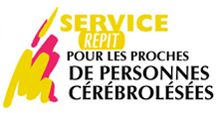 SERVICE
RÉPIT
POUR LES PROCHES
DE PERSONNES
CÉRÉBROLÉSÉES